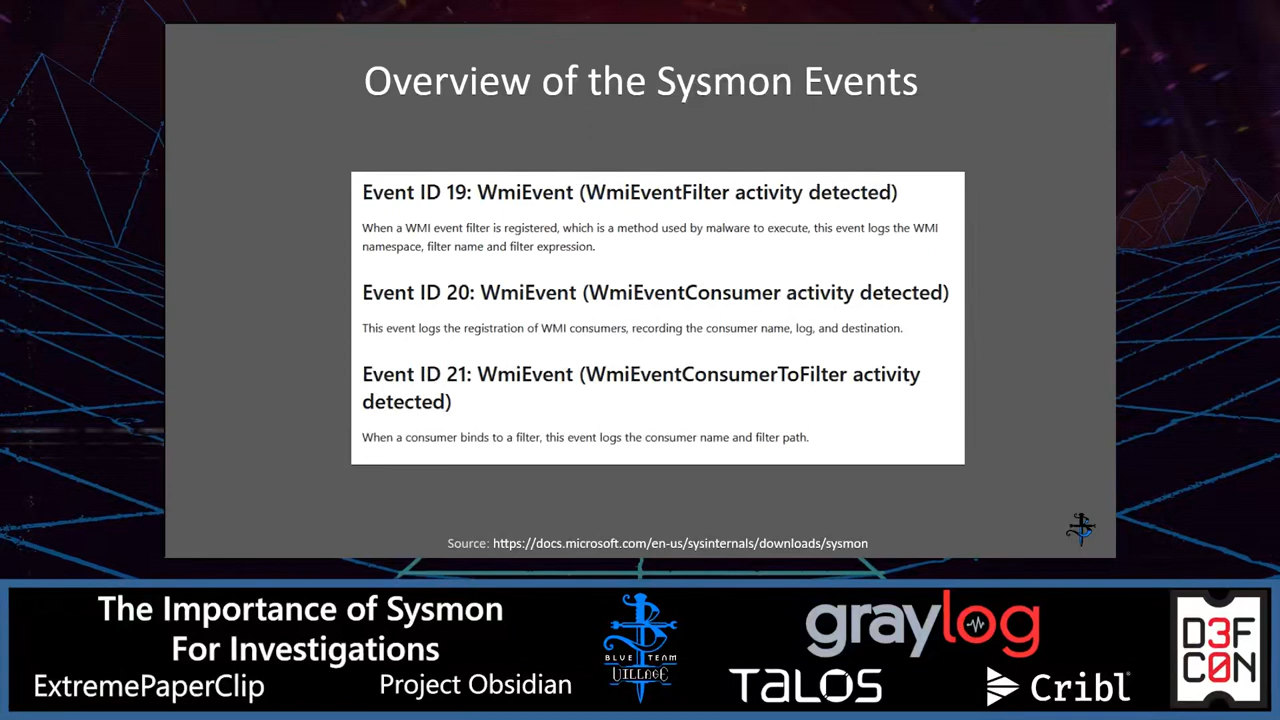 Overview of the Sysmon Events
Event ID 19: WmiEvent (WmiEventFilter activity detected)
When a WMI event filter is registered, which is a method used by malware to execute, this event logs the WMI
namespace, filter name and filter expression.
Event ID 20: WmiEvent (WmiEventConsumer activity detected)
This event logs the registration of WMI consumers, recording the consumer name, log, and destination.
Event ID 21: WmiEvent (WmiEventConsumerToFilter activity
detected)
When a consumer binds to a filter, this event logs the consumer name and filter path.
Source: https://docs.microsoft.com/en-us/sysinternals/downloads/sysmon
The Importance of Sysmon
For Investigations
ExtremePaperClip
Project Obsidian
BLUE TEAM
VILLAGE
graylog
TALOS
Cribl
D3F
C0N